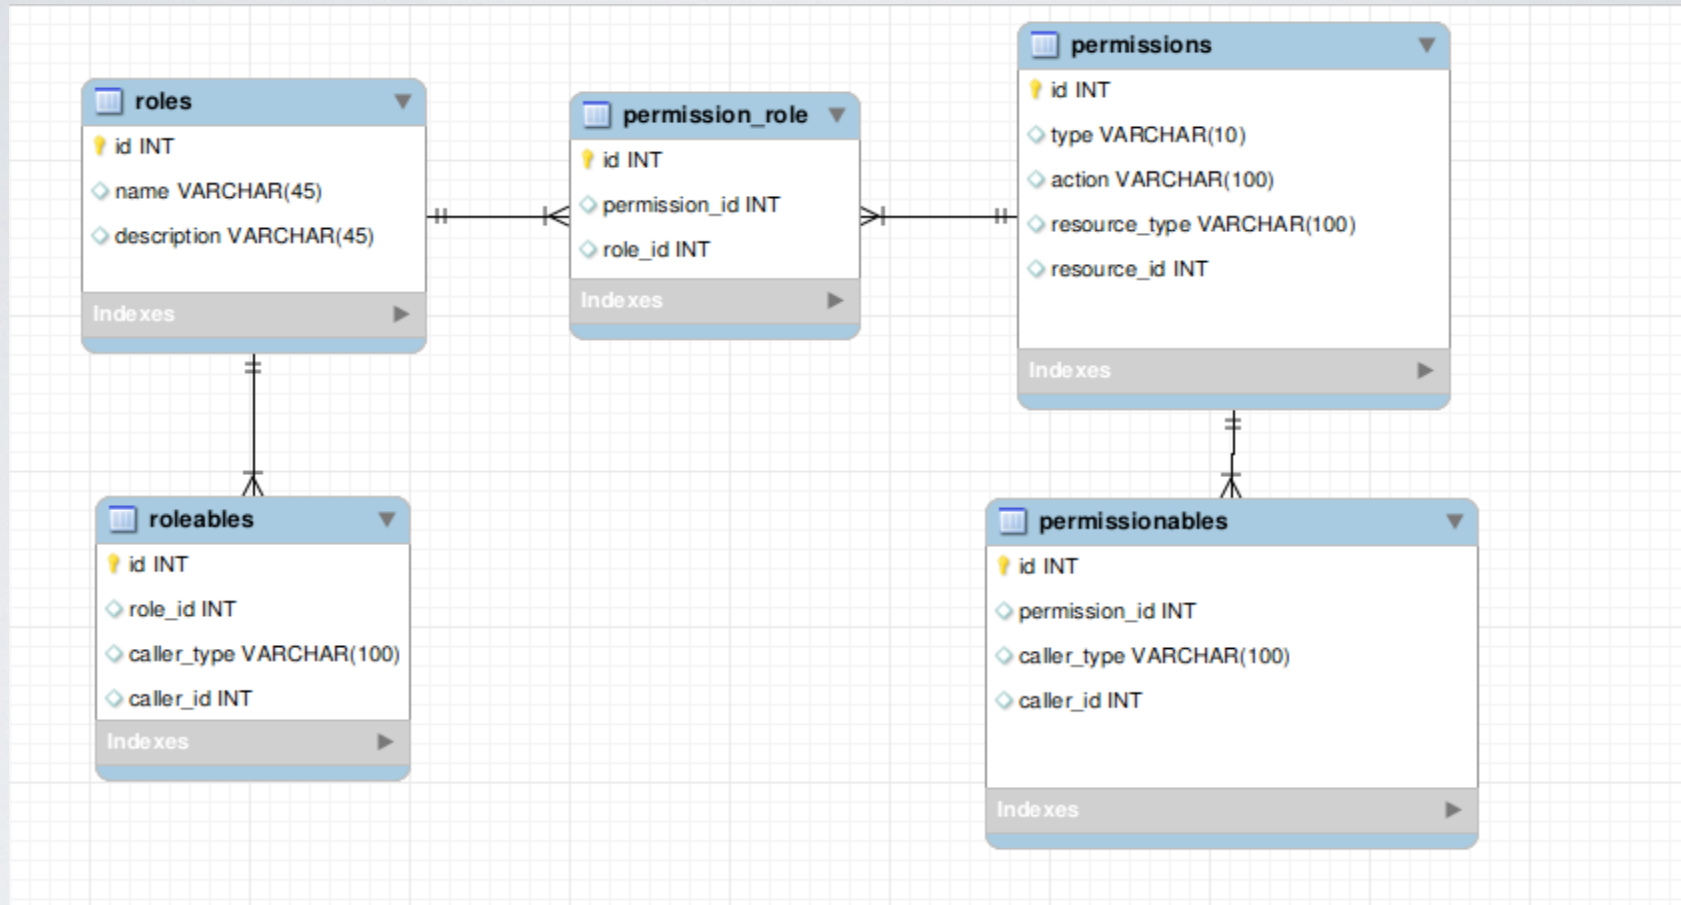 roles
id INT
name VARCHAR(45)
description VARCHAR(45)
Indexes
permission_role
id INT
permission_id INT
role_id INT
Indexes
permissions
id INT
type VARCHAR(10)
action VARCHAR(100)
resource_type VARCHAR(100)
resource_id INT
Indexes
roleables
id INT
role_id INT
caller_type VARCHAR(100)
caller_id INT
Indexes
permissionables
id INT
permission_id INT
caller_type VARCHAR(100)
caller_id INT
Indexes